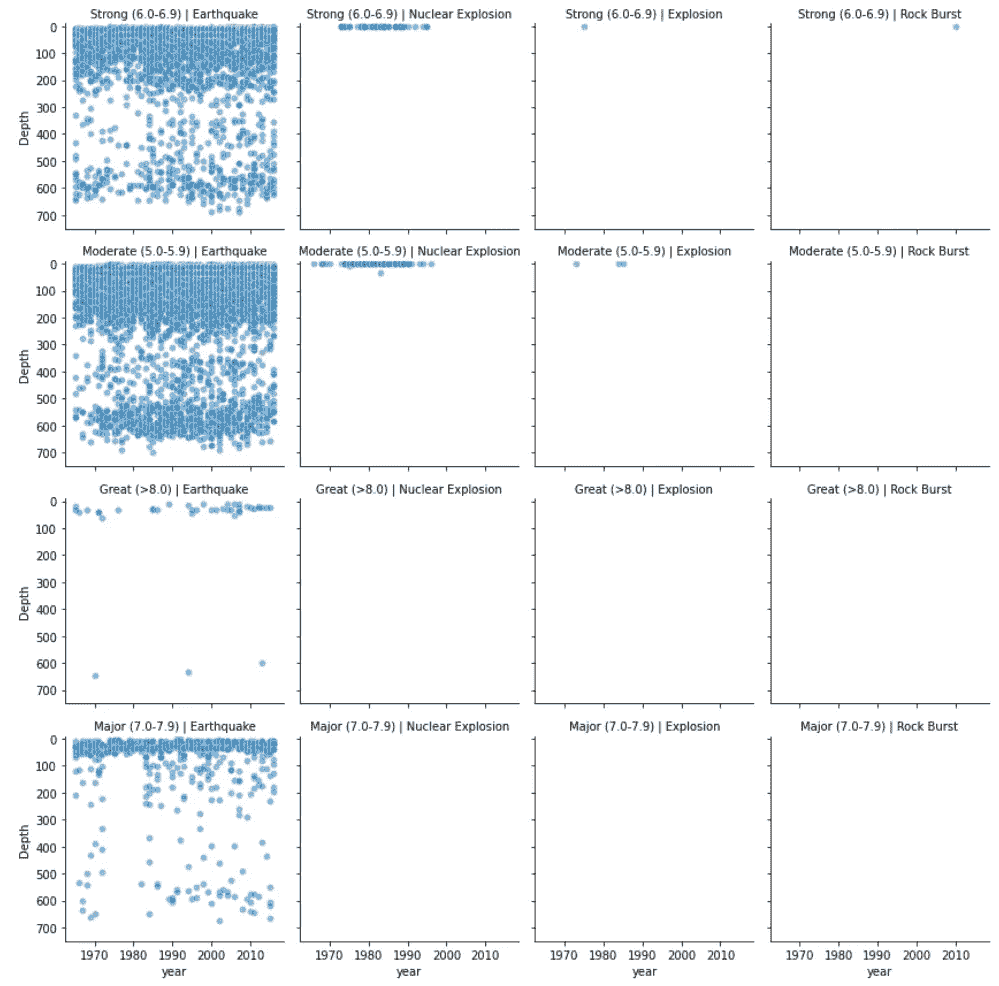 Strong (6.0-6.9) | Earthquake
Strong (6.0-6.9) | Nuclear Explosion
Strong (6.0-6.9) | Explosion
Strong (6.0-6.9) | Rock Burst
0
100
200
300
400
500
600
700
Depth
Moderate (5.0-5.9) | Earthquake
Moderate (5.0-5.9) | Nuclear Explosion
Moderate (5.0-5.9) | Explosion
Moderate (5.0-5.9) | Rock Burst
0
100
200
300
400
500
600
700
Depth
Great (>8.0) | Earthquake
Great (>8.0) | Nuclear Explosion
Great (>8.0) | Explosion
Great (>8.0) | Rock Burst
0
100
200
300
400
500
600
700
Depth
Major (7.0-7.9) | Earthquake
Major (7.0-7.9) | Nuclear Explosion
Major (7.0-7.9) | Explosion
Major (7.0-7.9) | Rock Burst
0
100
200
300
400
500
600
700
Depth
1970 1980 1990 2000 2010
1970 1980 1990 2000 2010
1970 1980 1990 2000 2010
1970 1980 1990 2000 2010
year
year
year
year